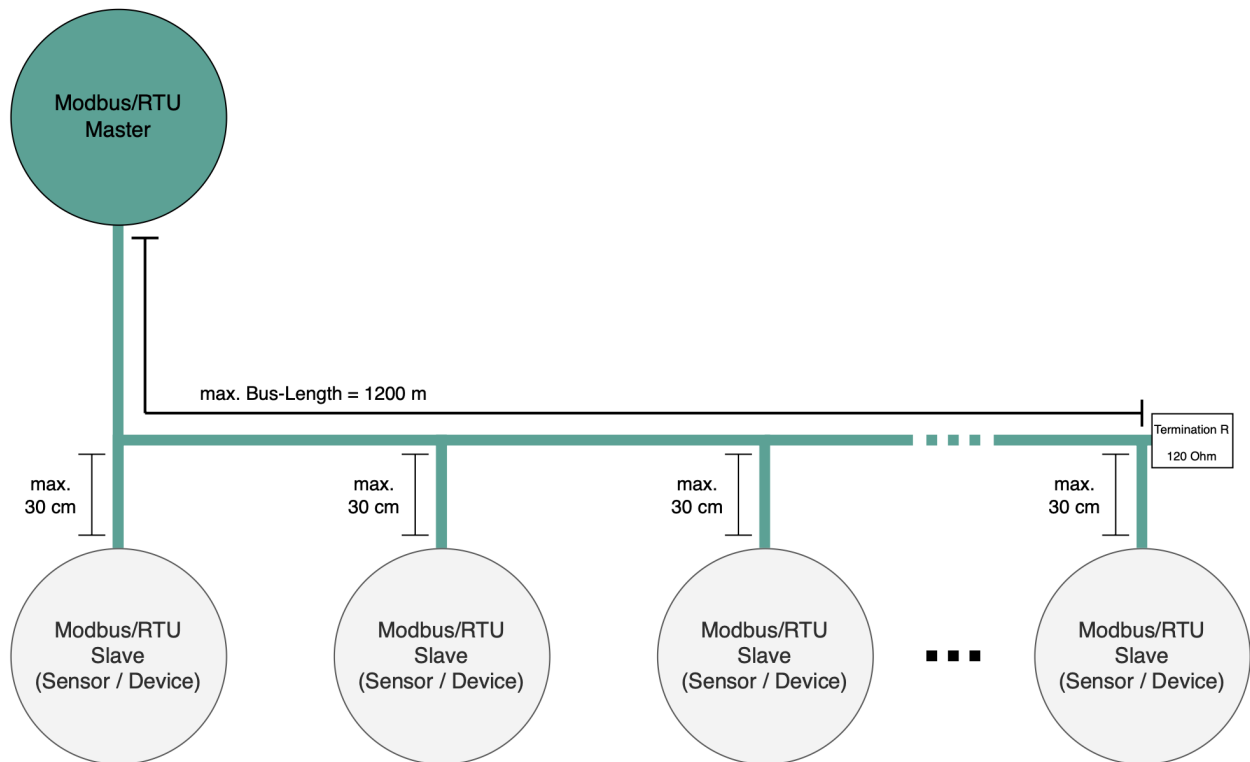 Modbus/RTU
Master
max. Bus-Length = 1200 m
Termination R
120 Ohm
max.
30 cm
max.
30 cm
max.
30 cm
max.
30 cm
Modbus/RTU
Slave
(Sensor / Device)
Modbus/RTU
Slave
(Sensor / Device)
Modbus/RTU
Slave
(Sensor / Device)
Modbus/RTU
Slave
(Sensor / Device)